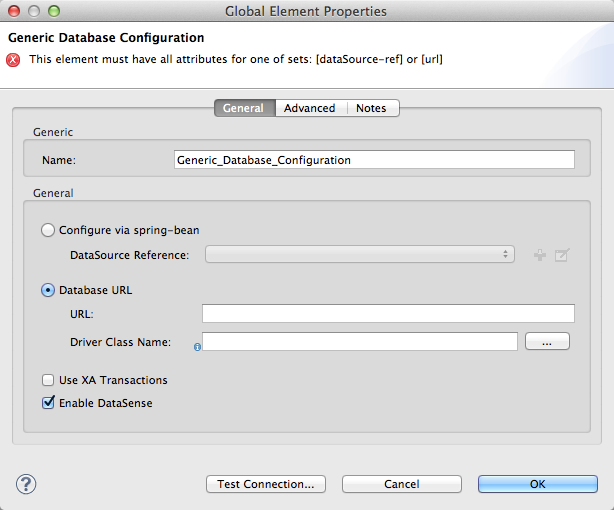 Global Element Properties
Generic Database Configuration
This element must have all attributes for one of sets: [dataSource-ref] or [url]
General Advanced Notes
Generic
Name: Generic_Database_Configuration
General
Configure via spring-bean
DataSource Reference:
Database URL
URL:
Driver Class Name: ...
Use XA Transactions
Enable DataSense
? Test Connection... Cancel OK